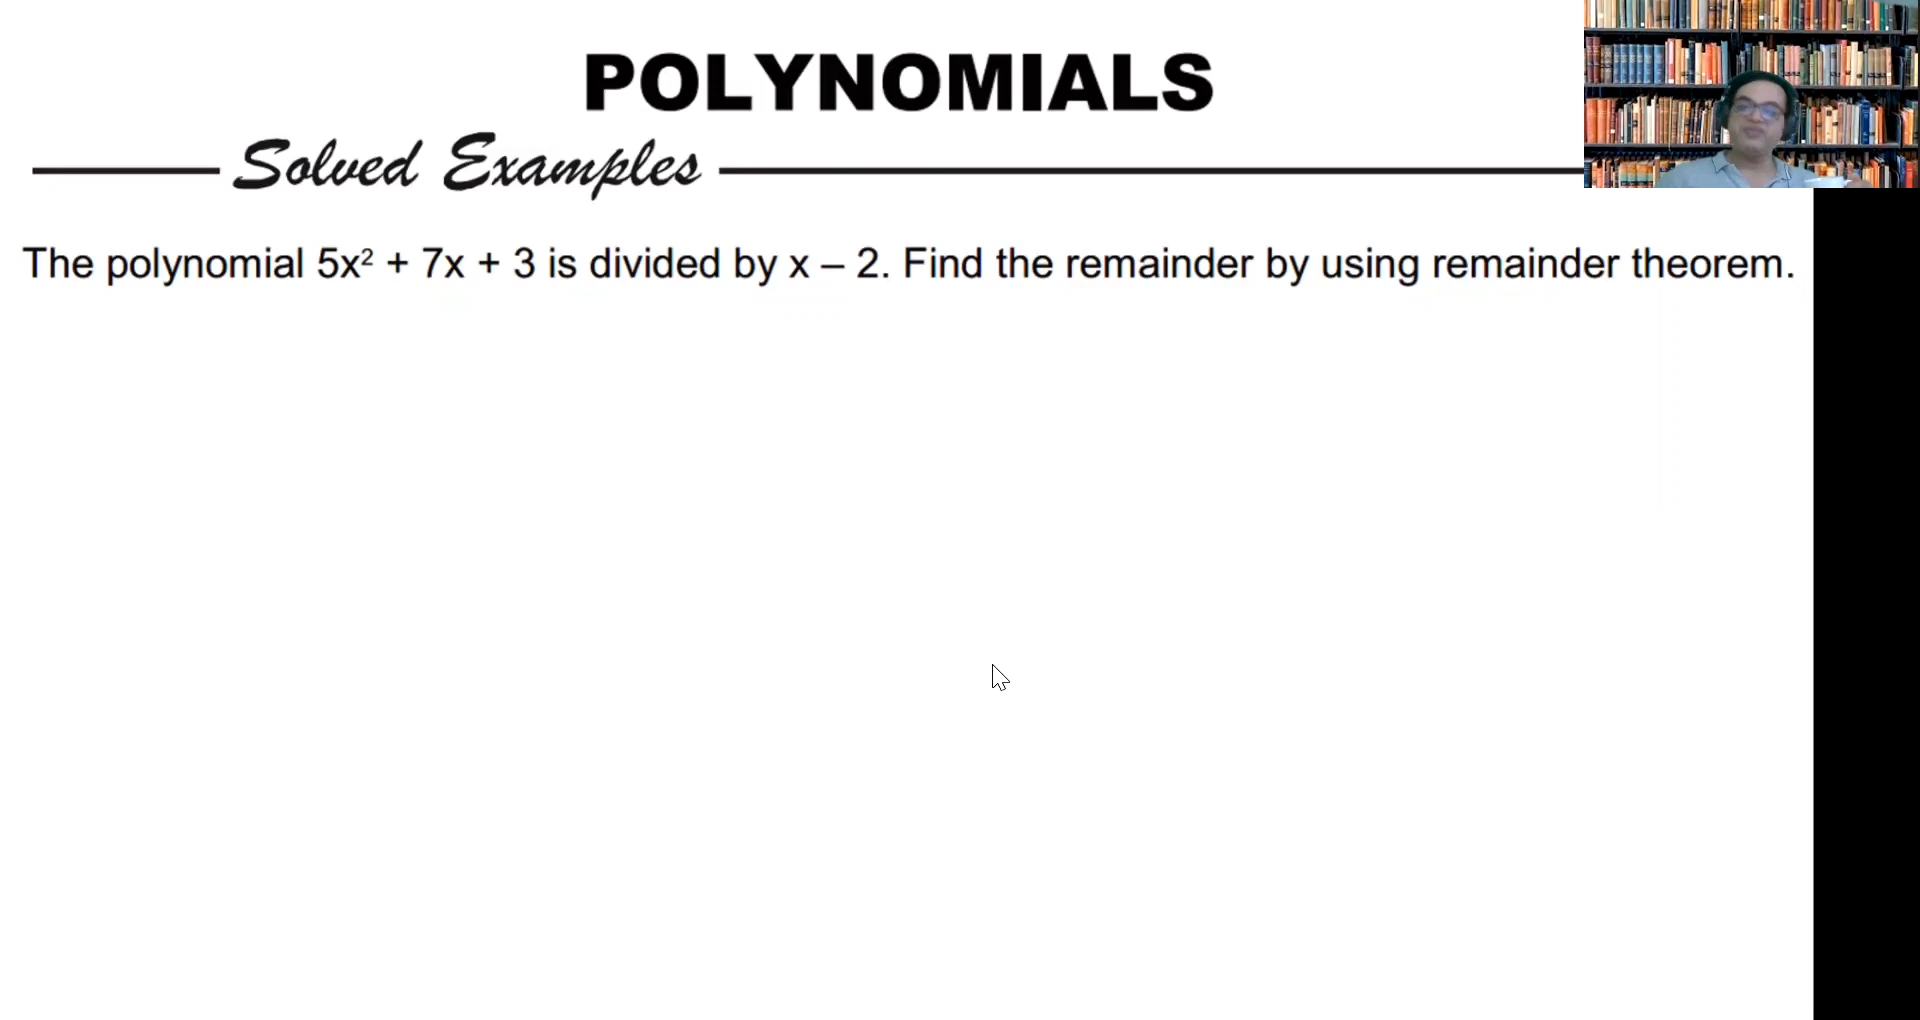 POLYNOMIALS
Solved Examples
The polynomial 5x² + 7x + 3 is divided by x – 2. Find the remainder by using remainder theorem.